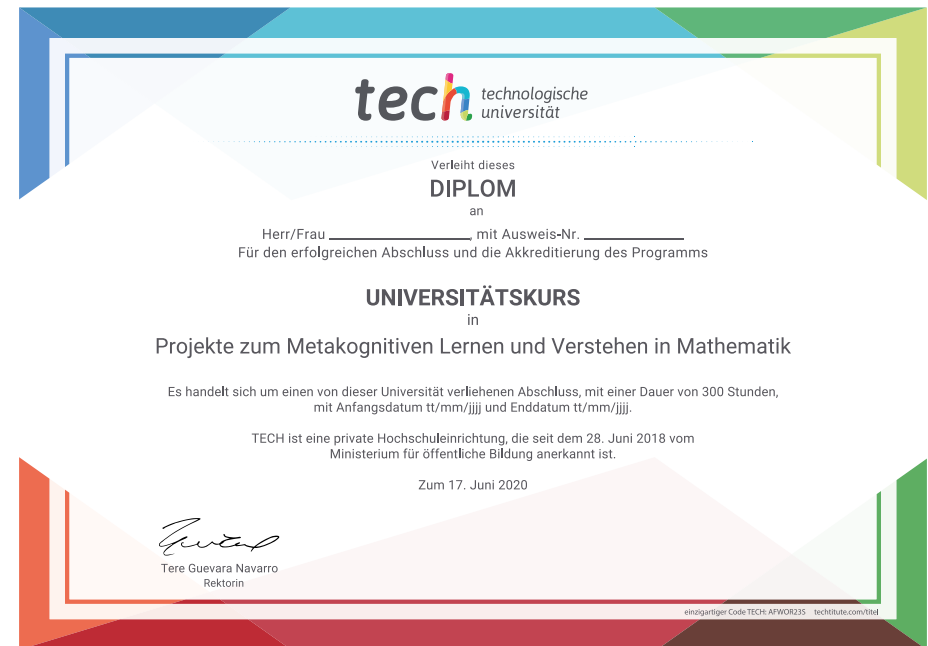 tech technologische
universität
Verleiht dieses
DIPLOM
an
Herr/Frau ____________, mit Ausweis-Nr. ____________
Für den erfolgreichen Abschluss und die Akkreditierung des Programms
UNIVERSITÄTSKURS
in
Projekte zum Metakognitiven Lernen und Verstehen in Mathematik
Es handelt sich um einen von dieser Universität verliehenen Abschluss, mit einer Dauer von 300 Stunden,
mit Anfangsdatum tt/mm/jjjj und Enddatum tt/mm/jjjj.
TECH ist eine private Hochschuleinrichtung, die seit dem 28. Juni 2018 vom
Ministerium für öffentliche Bildung anerkannt ist.
Zum 17. Juni 2020
Tere Guevara Navarro
Rektorin
einzigartiger Code TECH: AFWOR23S techtitute.com/titel